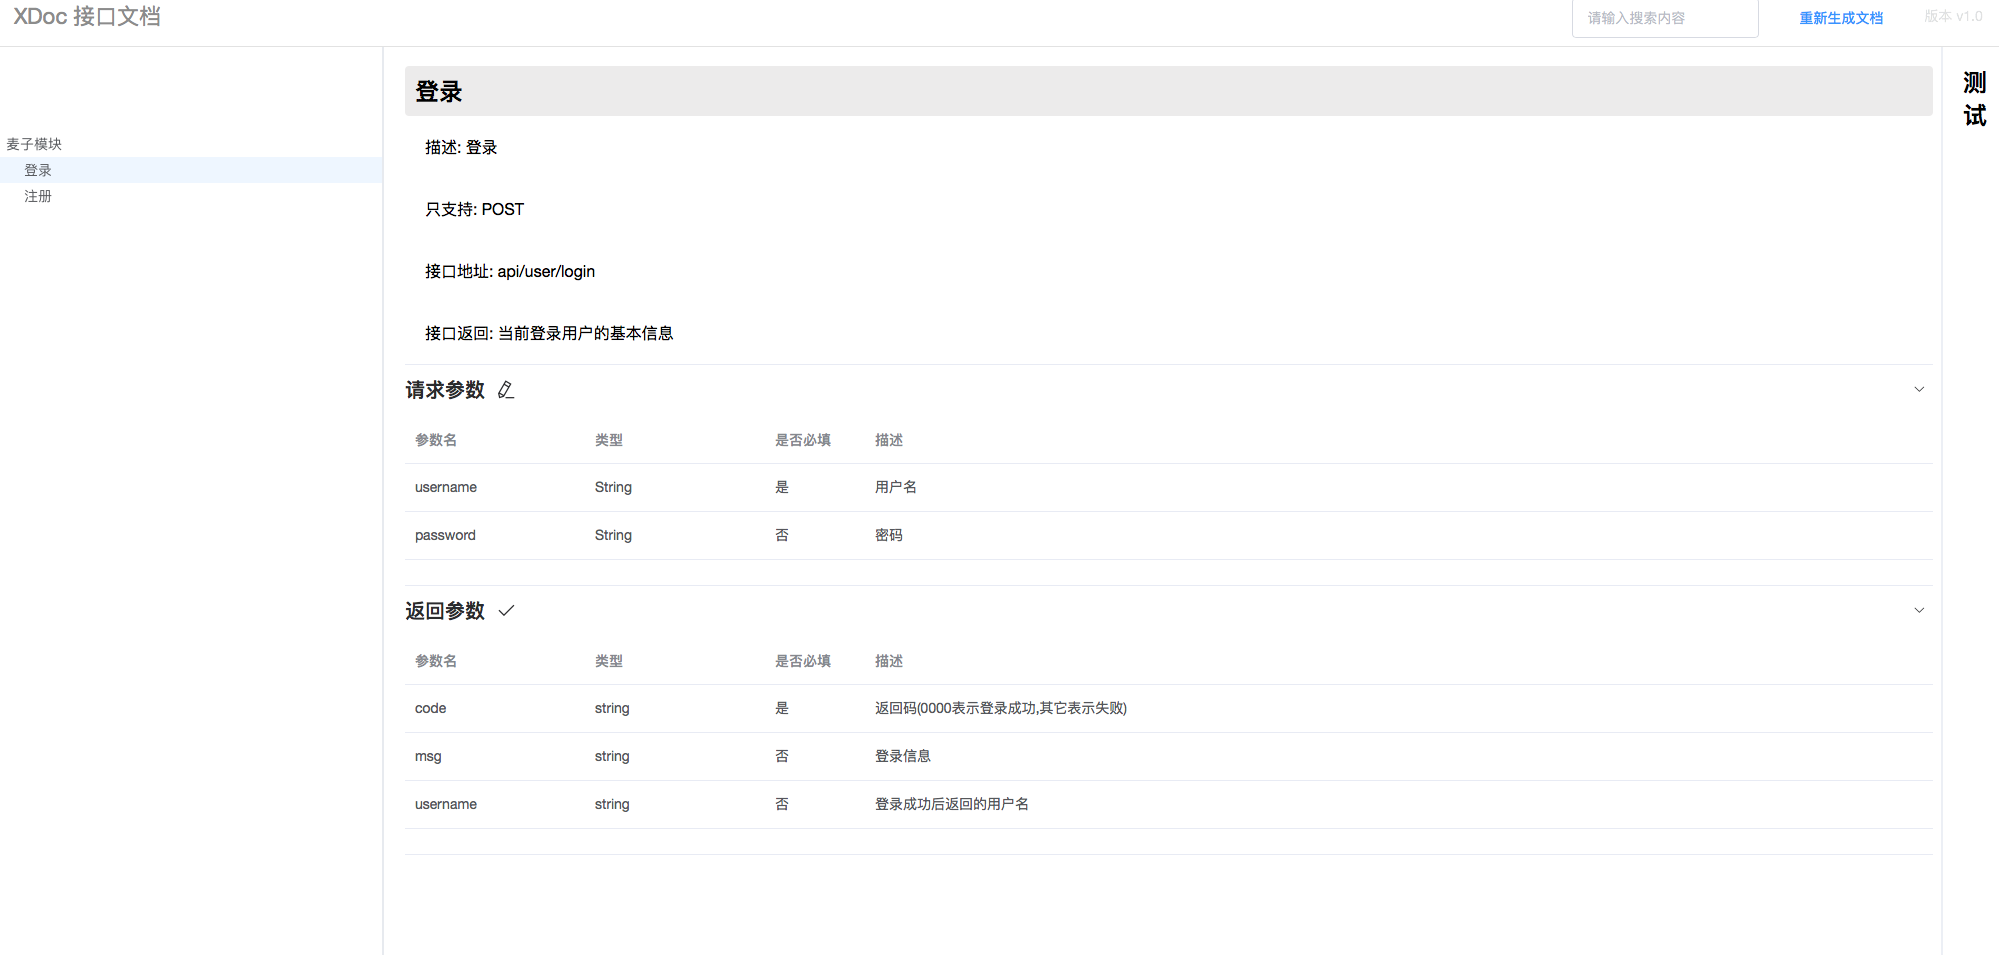 XDoc 接口文档
请输入搜索内容
重新生成文档
版本 v1.0
麦子模块
登录
注册
登录
描述: 登录
只支持: POST
接口地址: api/user/login
接口返回: 当前登录用户的基本信息
请求参数
参数名 类型 是否必填 描述
username String 是 用户名
password String 否 密码
返回参数
参数名 类型 是否必填 描述
code string 是 返回码(0000表示登录成功,其它表示失败)
msg string 否 登录信息
username string 否 登录成功后返回的用户名
测
试